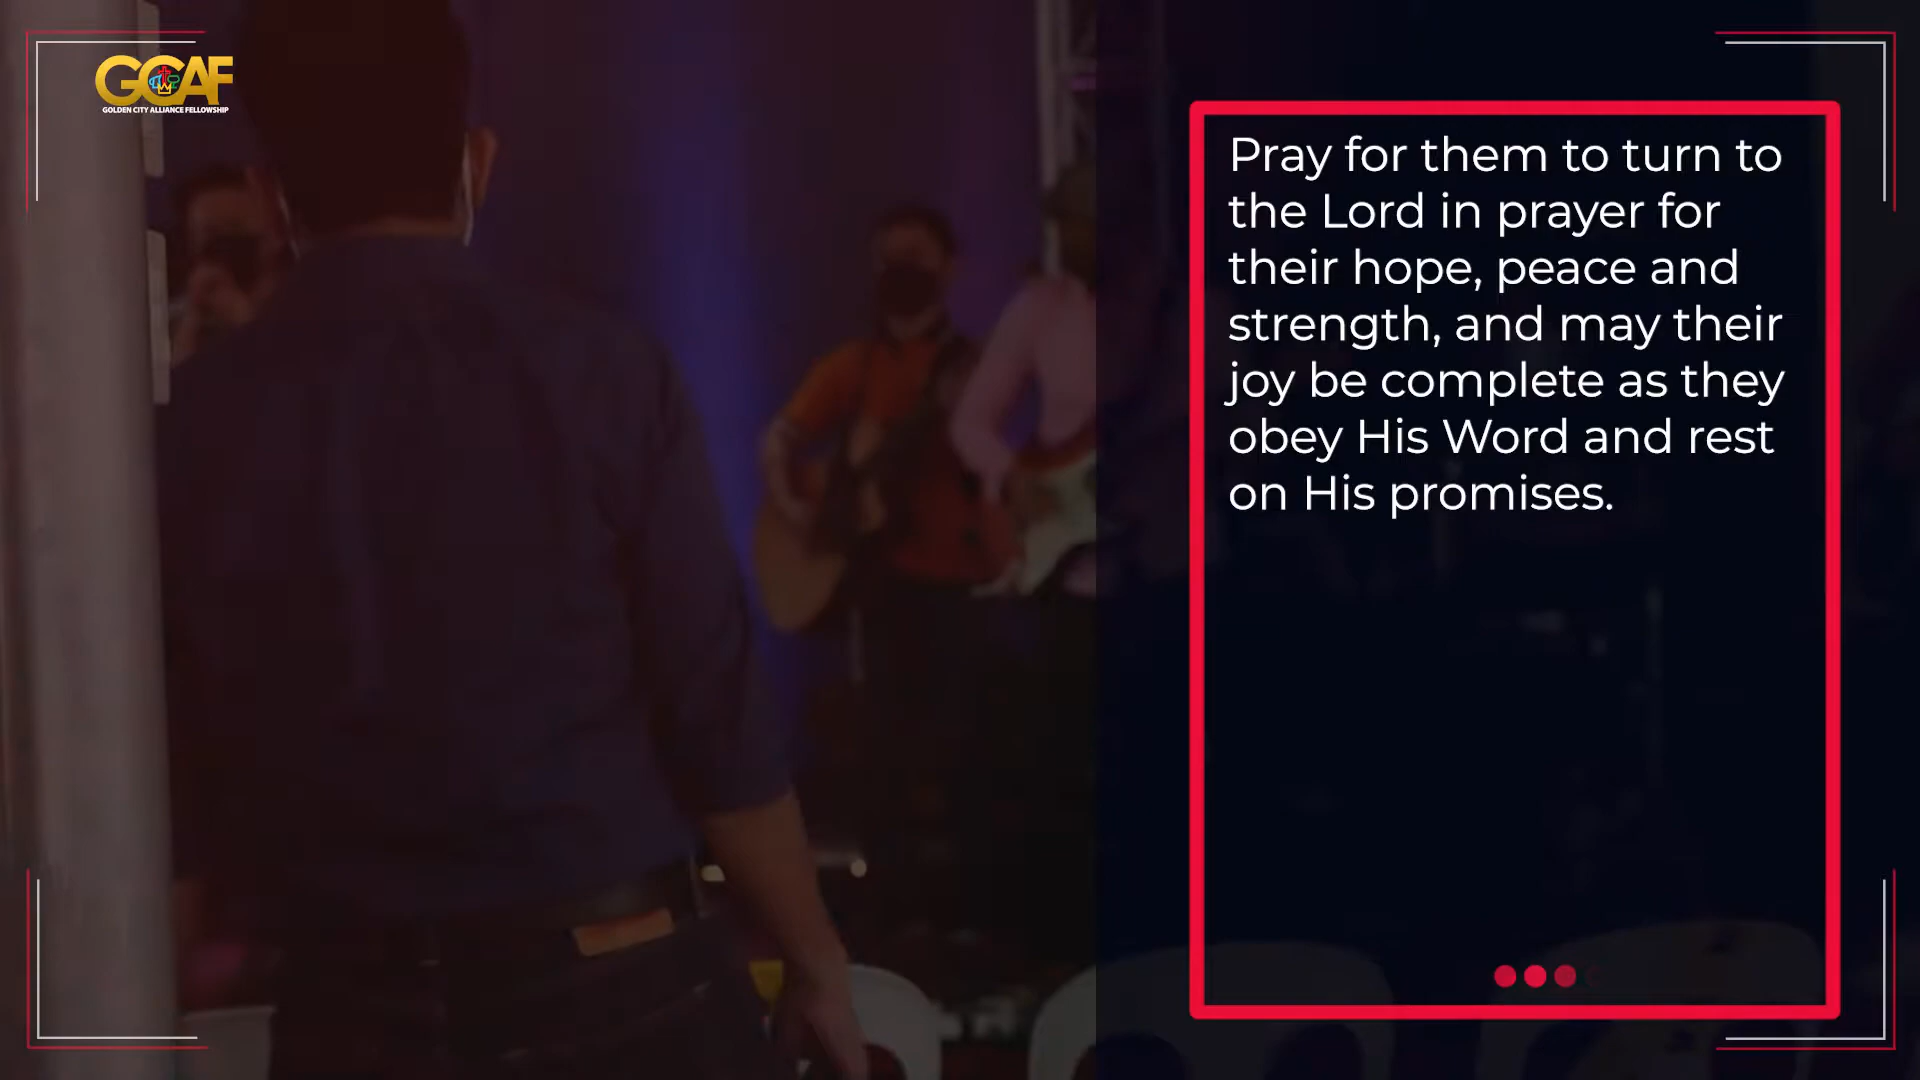 GCAF
GOLDEN CITY ALLIANCE FELLOWSHIP
Pray for them to turn to
the Lord in prayer for
their hope, peace and
strength, and may their
joy be complete as they
obey His Word and rest
on His promises.